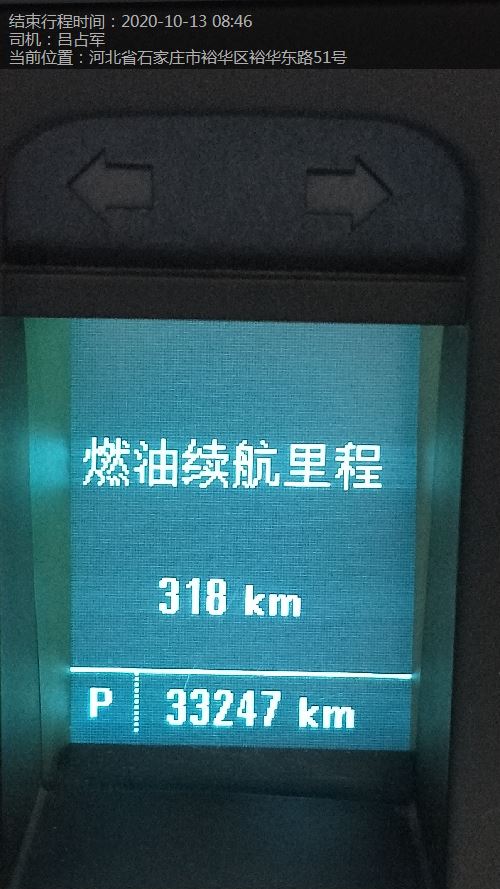 结束行程时间：2020-10-13 08:46
司机：吕占军
当前位置：河北省石家庄市裕华区裕华东路51号
燃油续航里程
318 km
P 33247 km